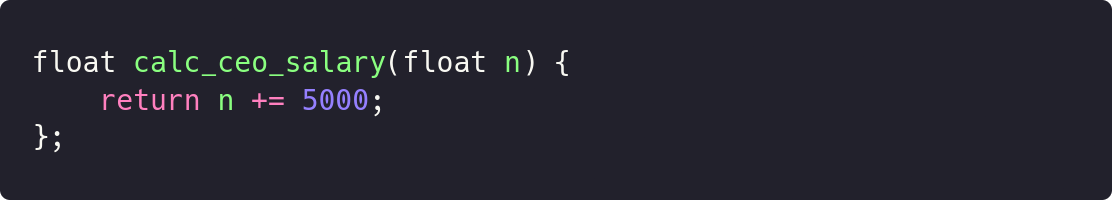 float calc_ceo_salary(float n) {
    return n += 5000;
};